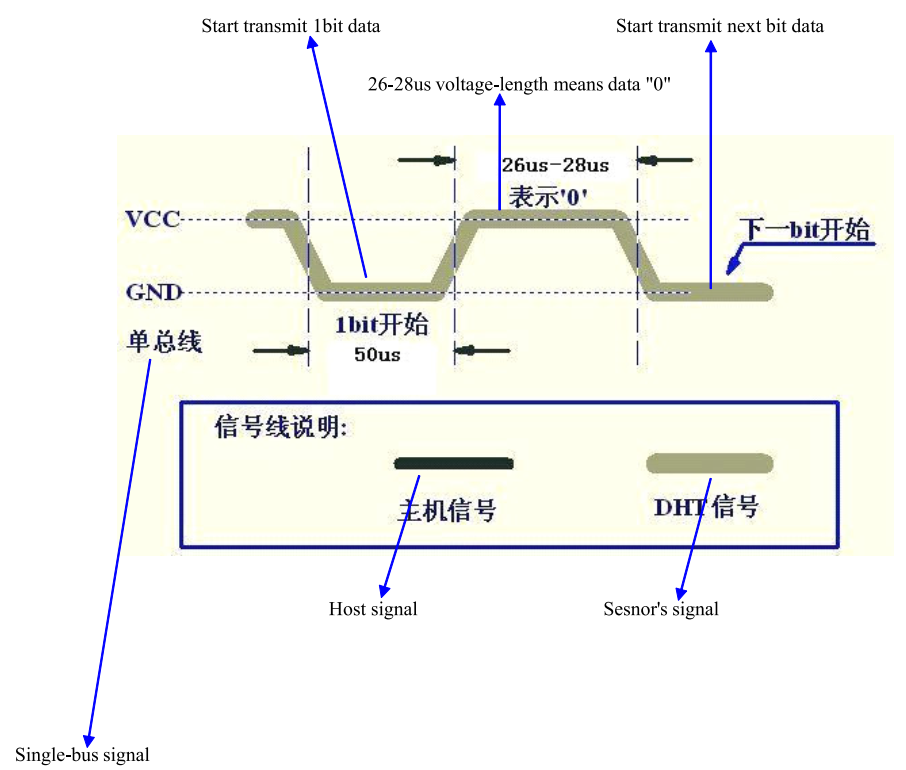 Start transmit 1bit data
Start transmit next bit data
26-28us voltage-length means data "0"
26us-28us
表示'0'
VCC
下一bit开始
GND
1bit开始
单总线
50us
信号线说明:
主机信号
DHT信号
Host signal
Sesnor's signal
Single-bus signal